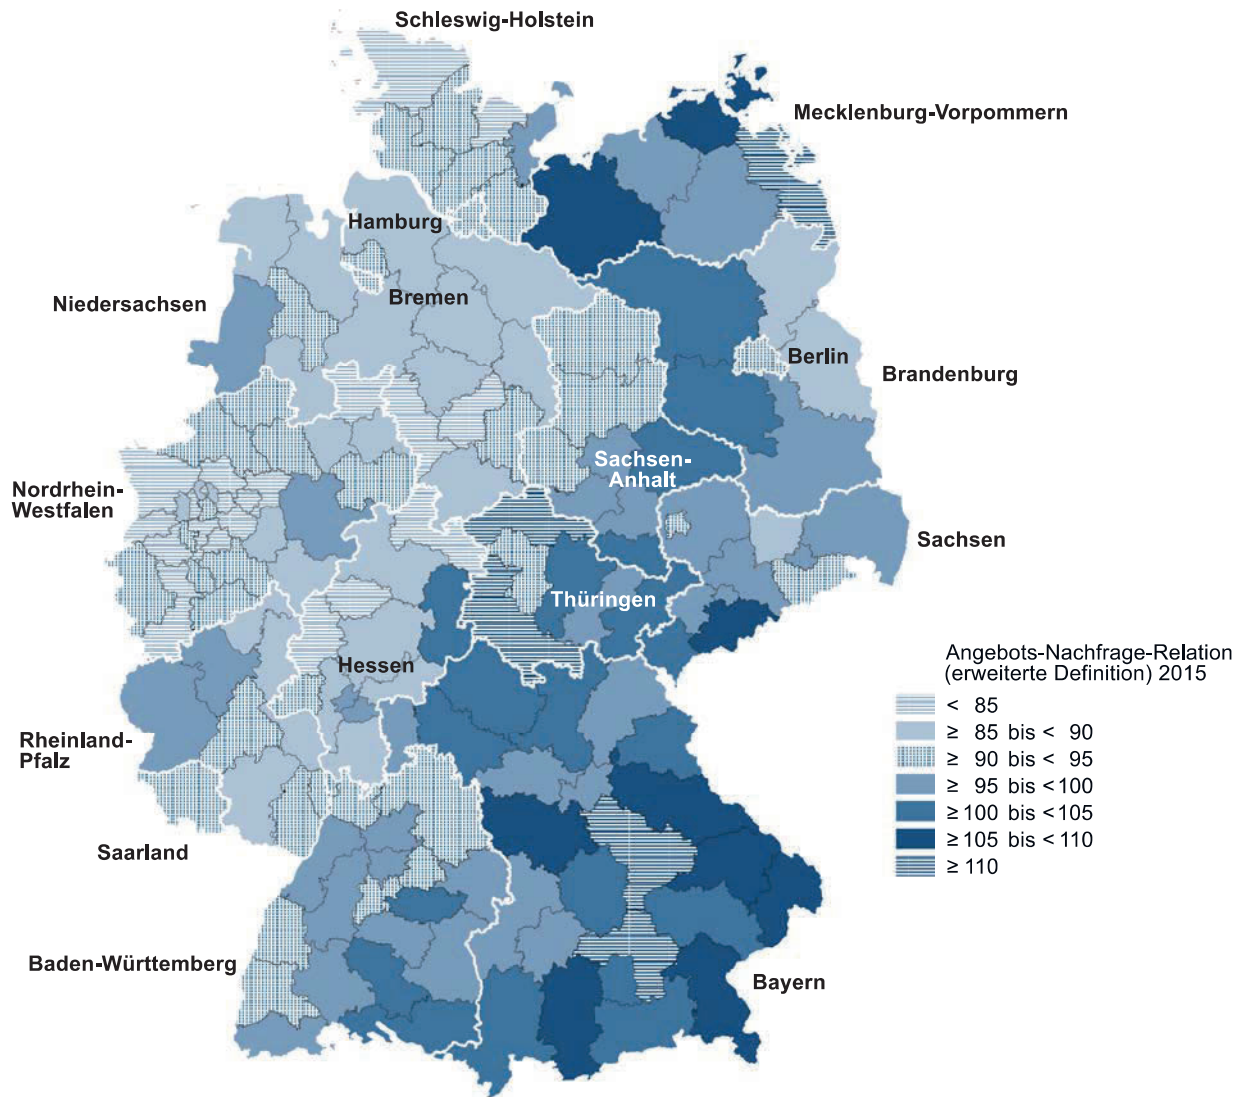 Schleswig-Holstein
Mecklenburg-Vorpommern
Hamburg
Niedersachsen
Bremen
Berlin
Brandenburg
Sachsen-
Anhalt
Nordrhein-
Westfalen
Sachsen
Thüringen
Hessen
Rheinland-
Pfalz
Saarland
Baden-Württemberg
Bayern
Angebots-Nachfrage-Relation
(erweiterte Definition) 2015
< 85
≥ 85 bis < 90
≥ 90 bis < 95
≥ 95 bis < 100
≥ 100 bis < 105
≥ 105 bis < 110
≥ 110